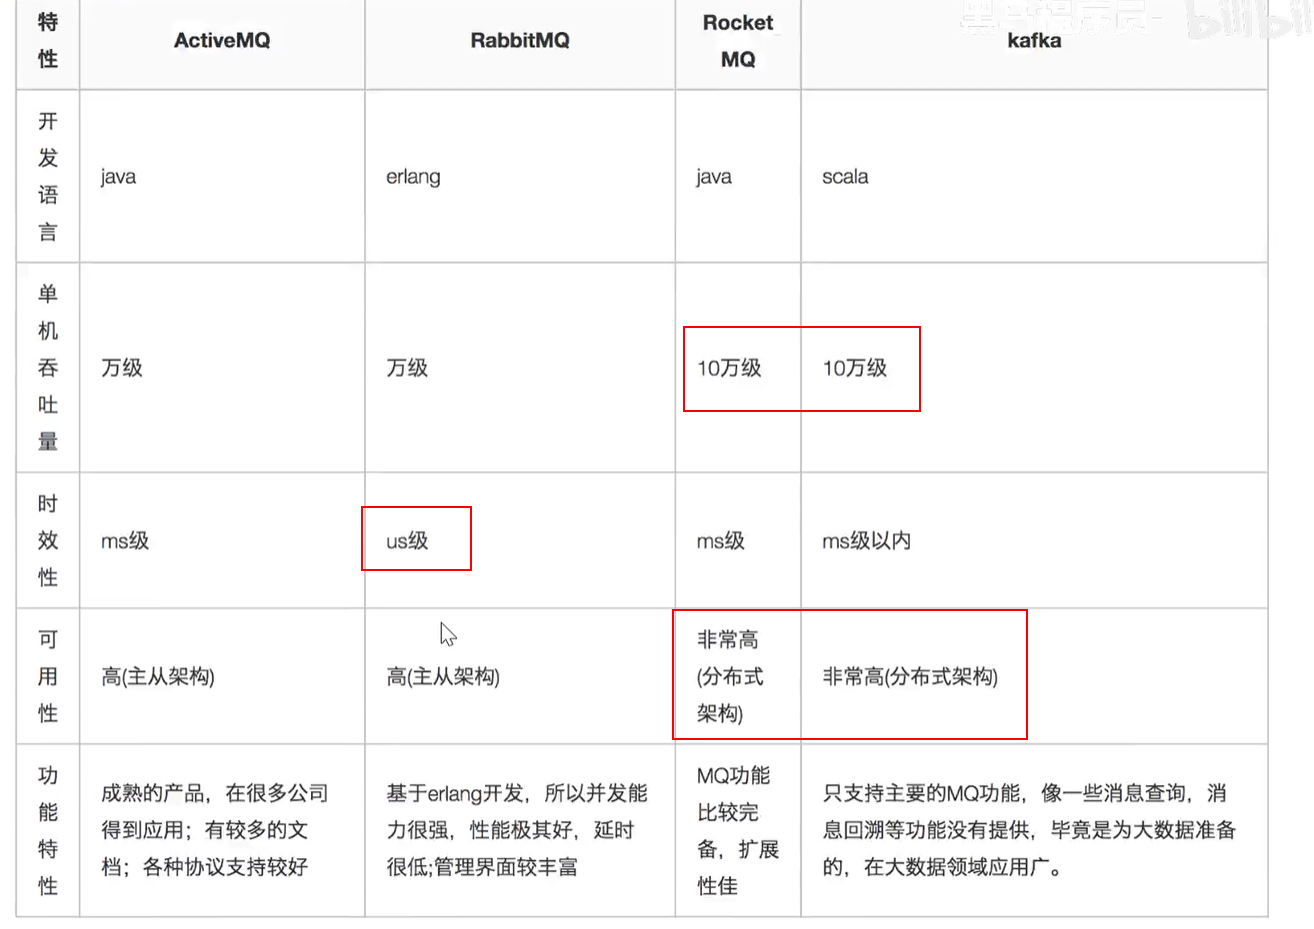 黑马程序员-
bilibili
特
性
ActiveMQ
RabbitMQ
Rocket
MQ
kafka
开
发
语
言
java
erlang
java
scala
单
机
吞
吐
量
万级
万级
10万级
10万级
时
效
性
ms级
us级
ms级
ms级以内
可
用
性
高(主从架构)
高(主从架构)
非常高
(分布式
架构)
非常高(分布式架构)
功
能
特
性
成熟的产品，在很多公司
得到应用；有较多的文
档；各种协议支持较好
基于erlang开发，所以并发能
力很强，性能极其好，延时
很低;管理界面较丰富
MQ功能
比较完
备，扩展
性佳
只支持主要的MQ功能，像一些消息查询，消
息回溯等功能没有提供，毕竟是为大数据准备
的，在大数据领域应用广。